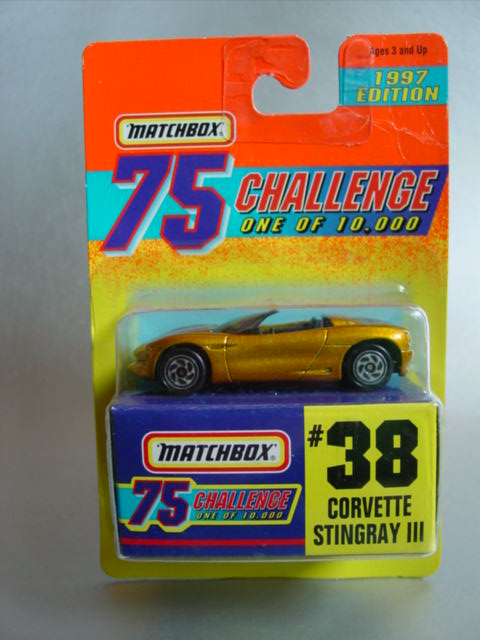 Ages 3 and Up
1997
EDITION
MATCHBOX
75 CHALLENGE
ONE OF 10.000
MATCHBOX®
75 CHALLENGE
ONE OF 10.000
#38
CORVETTE
STINGRAY III